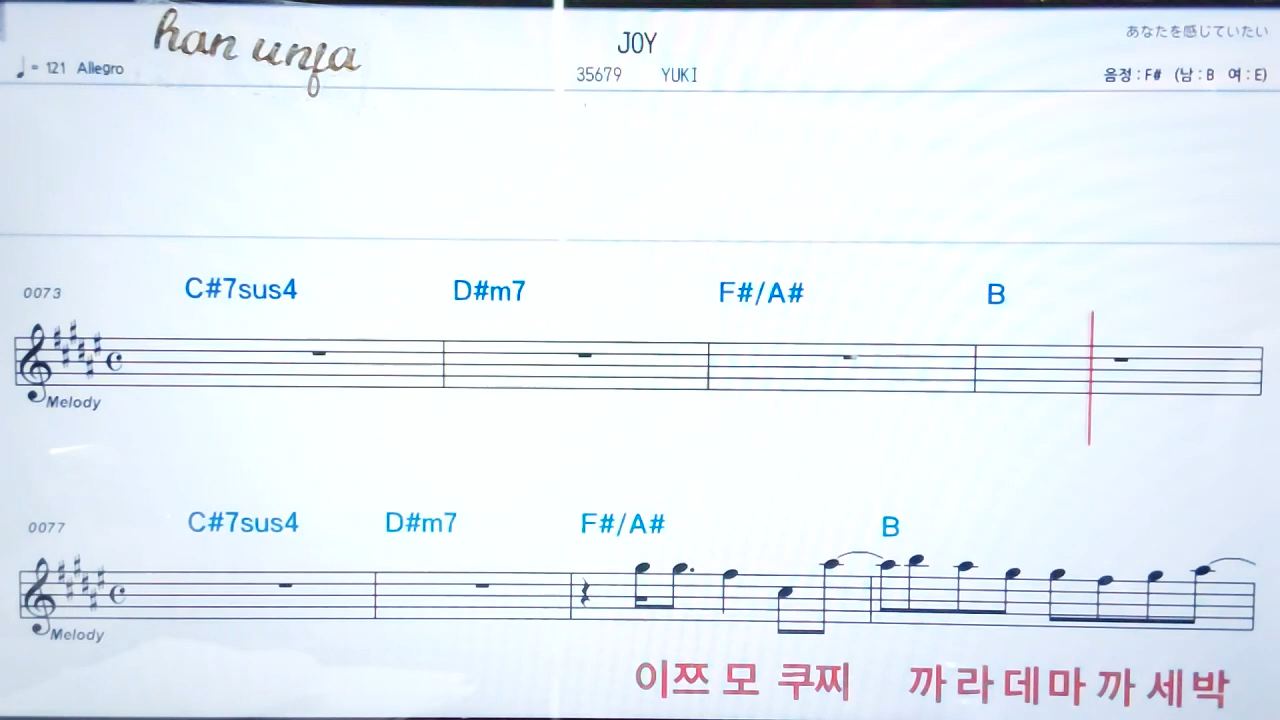 han unja
JOY
あなたを感じていたい
♩= 121 Allegro
35679 YUKI
음정 : F# (남 : B 여 : E)
0073
C#7sus4 D#m7 F#/A# B
Melody
0077
C#7sus4 D#m7 F#/A# B
Melody
이쯔 모 쿠찌 까 라 데 마 까 세 박